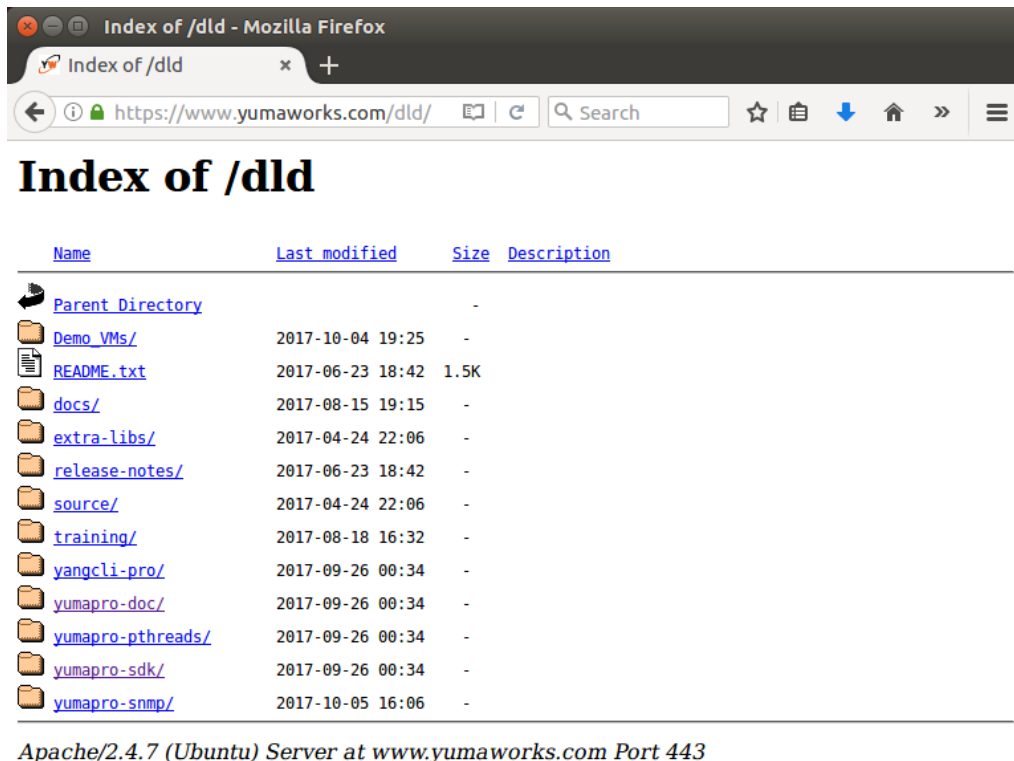 Index of /dld - Mozilla Firefox
Index of /dld
https://www.yumaworks.com/dld/ Search
Index of /dld
Name Last modified Size Description
Parent Directory -
Demo_VMs/ 2017-10-04 19:25 -
README.txt 2017-06-23 18:42 1.5K
docs/ 2017-08-15 19:15 -
extra-libs/ 2017-04-24 22:06 -
release-notes/ 2017-06-23 18:42 -
source/ 2017-04-24 22:06 -
training/ 2017-08-18 16:32 -
yangcli-pro/ 2017-09-26 00:34 -
yumapro-doc/ 2017-09-26 00:34 -
yumapro-pthreads/ 2017-09-26 00:34 -
yumapro-sdk/ 2017-09-26 00:34 -
yumapro-snmp/ 2017-10-05 16:06 -
Apache/2.4.7 (Ubuntu) Server at www.yumaworks.com Port 443